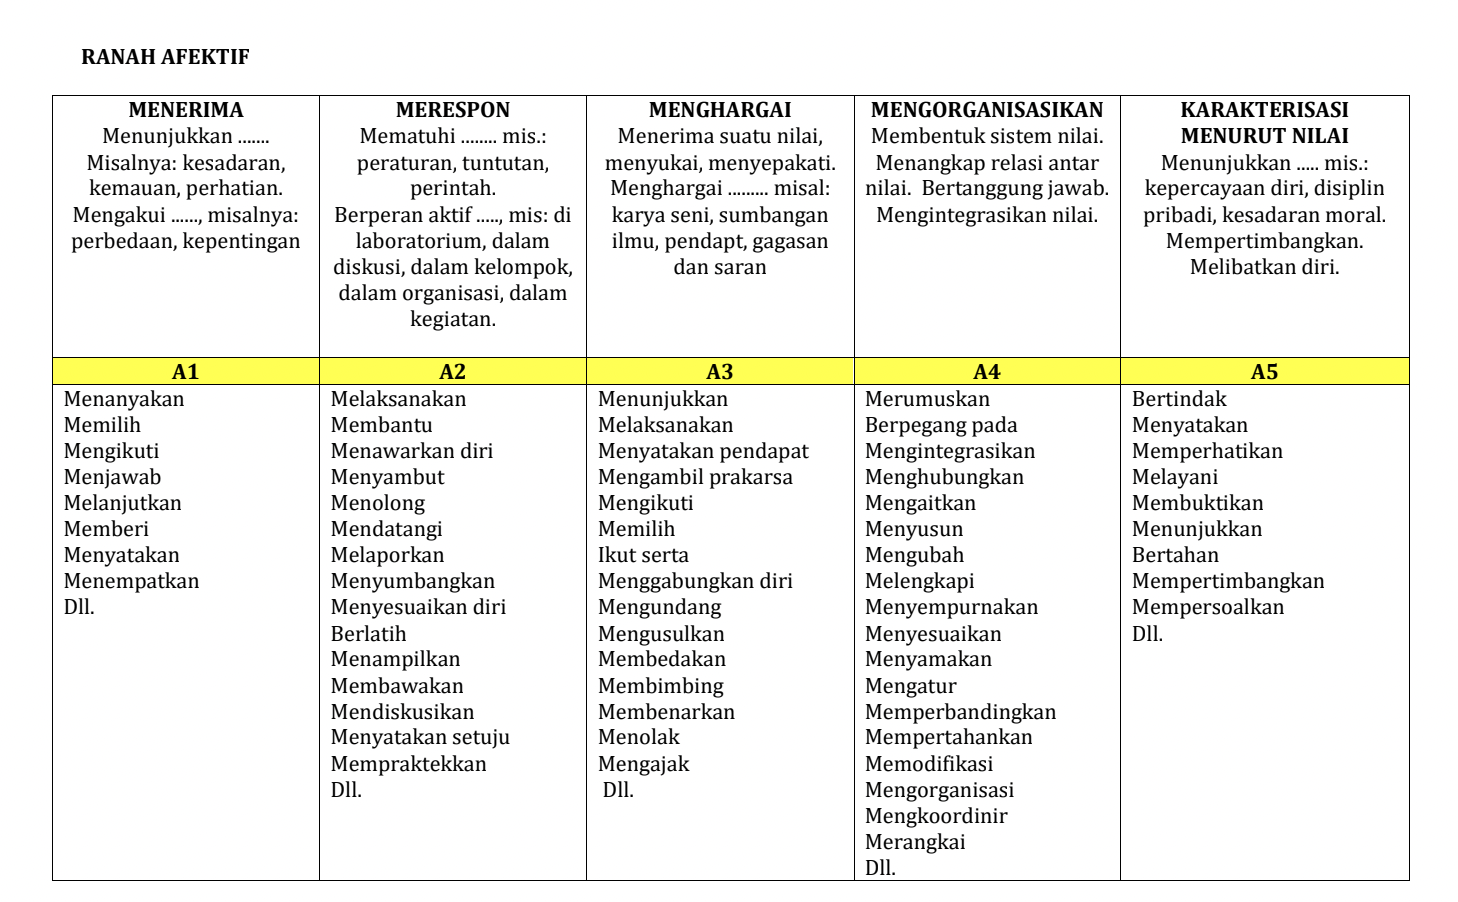 RANAH AFEKTIF
MENERIMA
Menunjukkan .......
Misalnya: kesadaran,
kemauan, perhatian.
Mengakui ......, misalnya:
perbedaan, kepentingan
MERESPON
Mematuhi ........ mis.:
peraturan, tuntutan,
perintah.
Berperan aktif ....., mis: di
laboratorium, dalam
diskusi, dalam kelompok,
dalam organisasi, dalam
kegiatan.
MENGHARGAI
Menerima suatu nilai,
menyukai, menyepakati.
Menghargai ......... misal:
karya seni, sumbangan
ilmu, pendapt, gagasan
dan saran
MENGORGANISASIKAN
Membentuk sistem nilai.
Menangkap relasi antar
nilai.  Bertanggung jawab.
Mengintegrasikan nilai.
KARAKTERISASI
MENURUT NILAI
Menunjukkan ..... mis.:
kepercayaan diri, disiplin
pribadi, kesadaran moral.
Mempertimbangkan.
Melibatkan diri.
A1
A2
A3
A4
A5
Menanyakan
Memilih
Mengikuti
Menjawab
Melanjutkan
Memberi
Menyatakan
Menempatkan
Dll.
Melaksanakan
Membantu
Menawarkan diri
Menyambut
Menolong
Mendatangi
Melaporkan
Menyumbangkan
Menyesuaikan diri
Berlatih
Menampilkan
Membawakan
Mendiskusikan
Menyatakan setuju
Mempraktekkan
Dll.
Menunjukkan
Melaksanakan
Menyatakan pendapat
Mengambil prakarsa
Mengikuti
Memilih
Ikut serta
Menggabungkan diri
Mengundang
Mengusulkan
Membedakan
Membimbing
Membenarkan
Menolak
Mengajak
Dll.
Merumuskan
Berpegang pada
Mengintegrasikan
Menghubungkan
Mengaitkan
Menyusun
Mengubah
Melengkapi
Menyempurnakan
Menyesuaikan
Menyamakan
Mengatur
Memperbandingkan
Mempertahankan
Memodifikasi
Mengorganisasi
Mengkoordinir
Merangkai
Dll.
Bertindak
Menyatakan
Memperhatikan
Melayani
Membuktikan
Menunjukkan
Bertahan
Mempertimbangkan
Mempersoalkan
Dll.